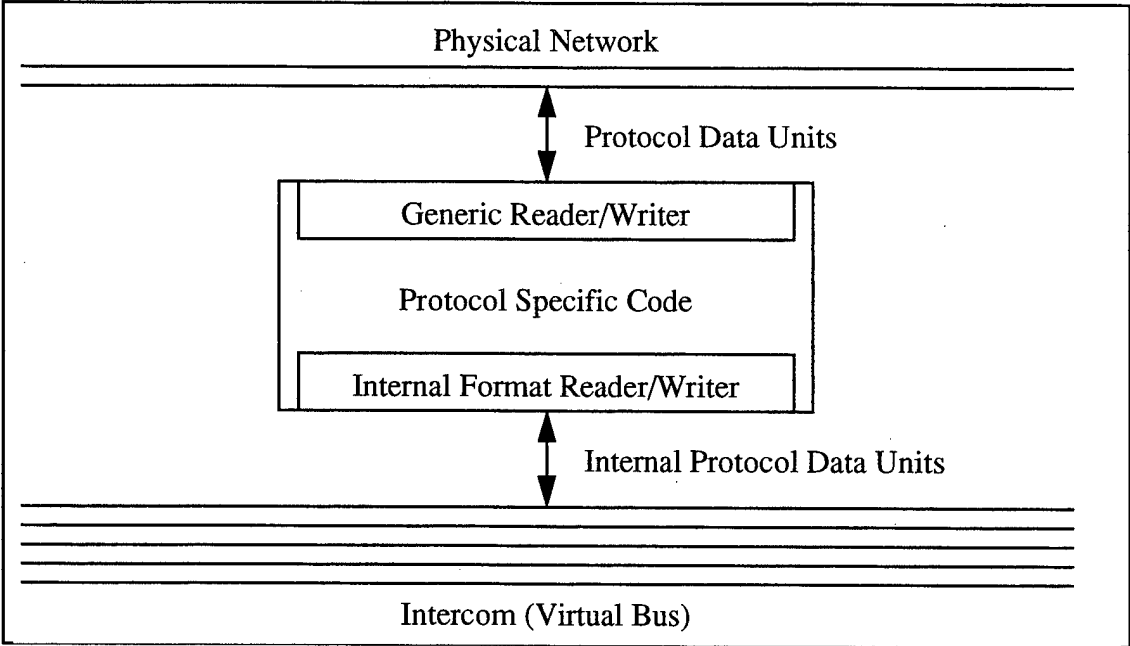 Physical Network
Protocol Data Units
Generic Reader/Writer
Protocol Specific Code
Internal Format Reader/Writer
Internal Protocol Data Units
Intercom (Virtual Bus)